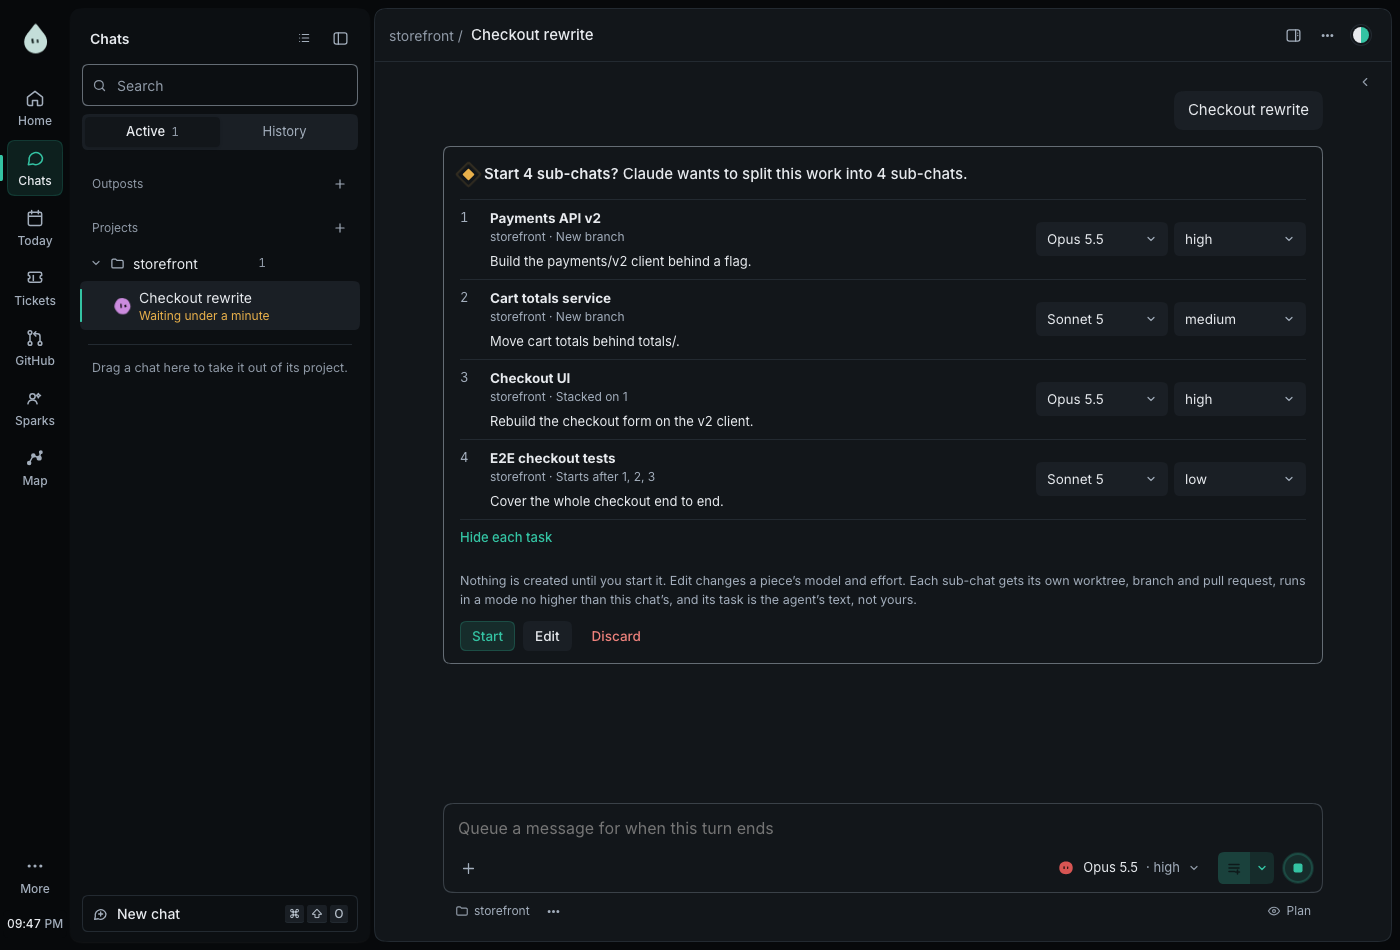 Chats
Search
Active 1
History
Outposts
Projects
storefront 1
Checkout rewrite
Waiting under a minute
Drag a chat here to take it out of its project.
New chat
⌘ ⇧ O
Home
Chats
Today
Tickets
GitHub
Sparks
Map
More
09:47 PM
storefront / Checkout rewrite
Checkout rewrite
Start 4 sub-chats? Claude wants to split this work into 4 sub-chats.
1 Payments API v2
storefront · New branch
Build the payments/v2 client behind a flag.
Opus 5.5 high
2 Cart totals service
storefront · New branch
Move cart totals behind totals/.
Sonnet 5 medium
3 Checkout UI
storefront · Stacked on 1
Rebuild the checkout form on the v2 client.
Opus 5.5 high
4 E2E checkout tests
storefront · Starts after 1, 2, 3
Cover the whole checkout end to end.
Sonnet 5 low
Hide each task
Nothing is created until you start it. Edit changes a piece’s model and effort. Each sub-chat gets its own worktree, branch and pull request, runs
in a mode no higher than this chat’s, and its task is the agent’s text, not yours.
Start Edit Discard
Queue a message for when this turn ends
Opus 5.5 · high
storefront
Plan